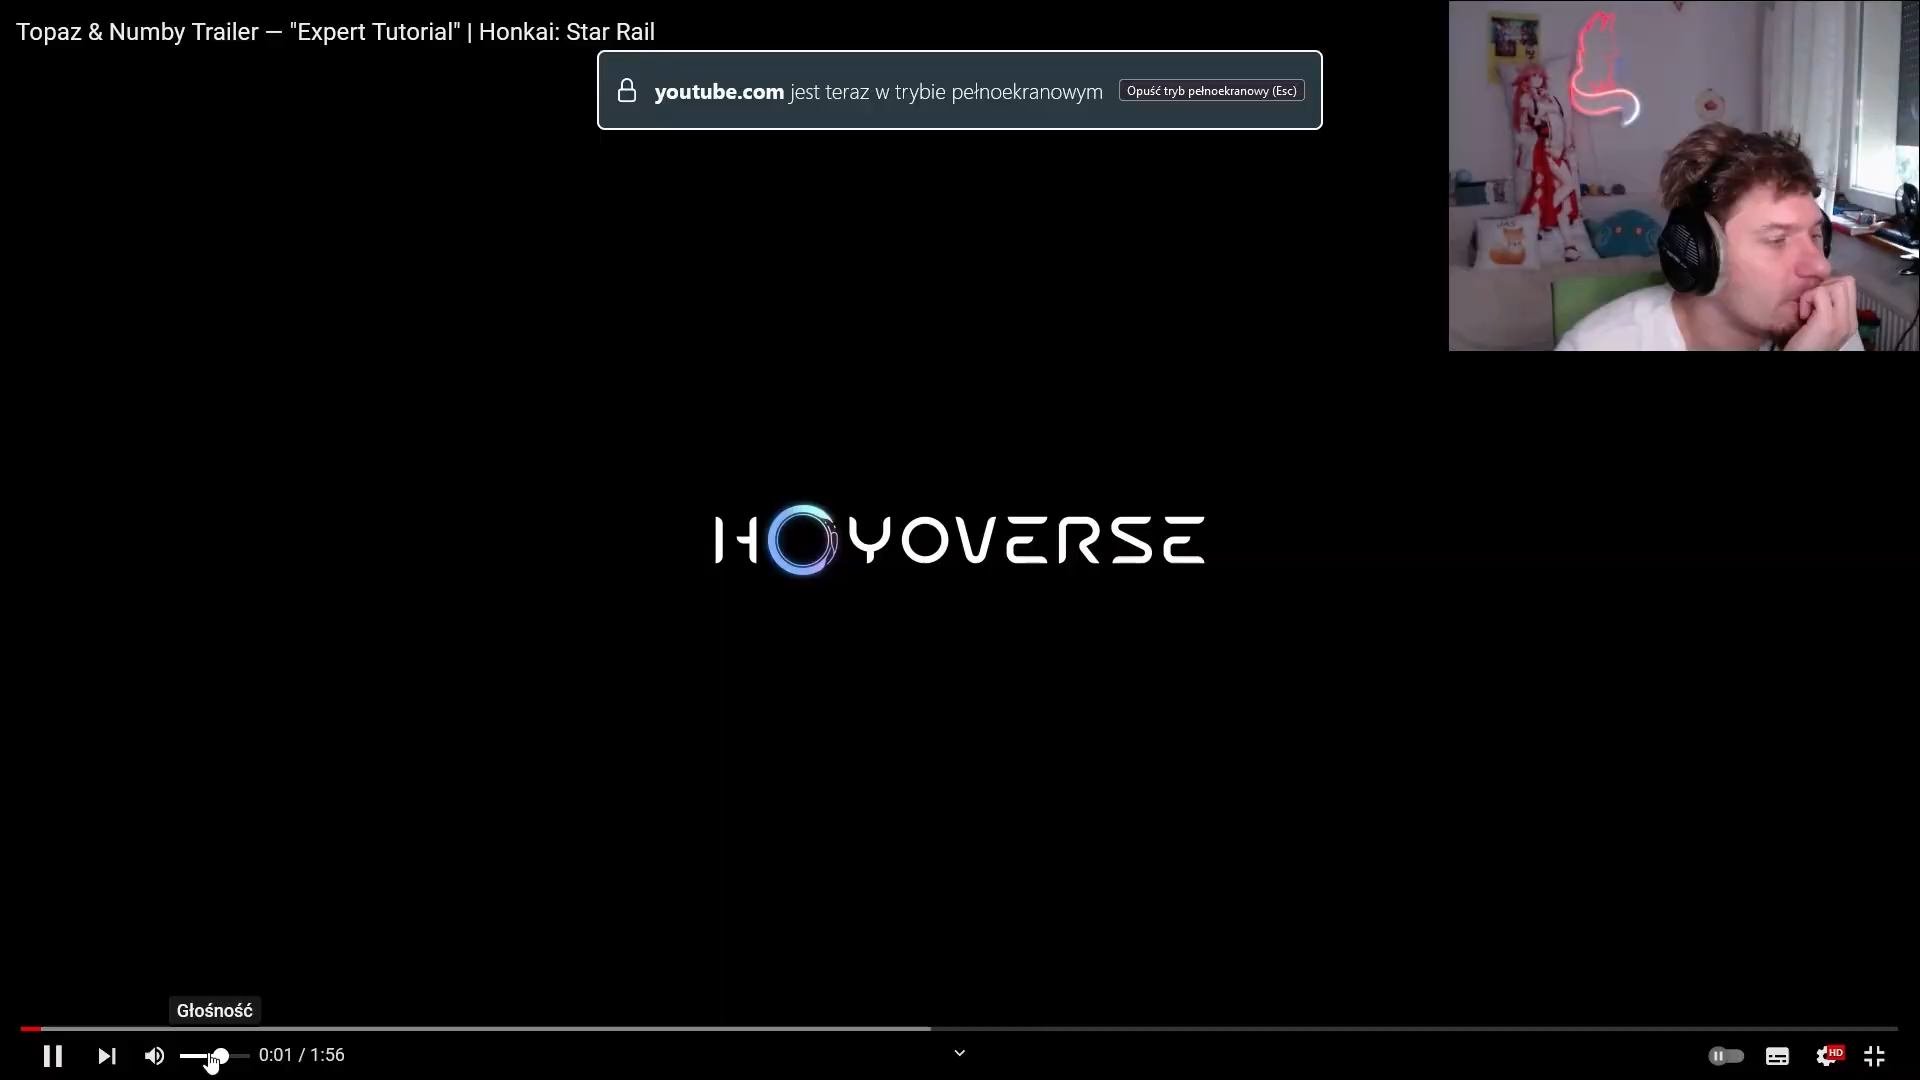 Topaz & Numby Trailer — "Expert Tutorial" | Honkai: Star Rail
youtube.com jest teraz w trybie pełnoekranowym
Opuść tryb pełnoekranowy (Esc)
HOYOVERSE
Głośność
0:01 / 1:56
HD